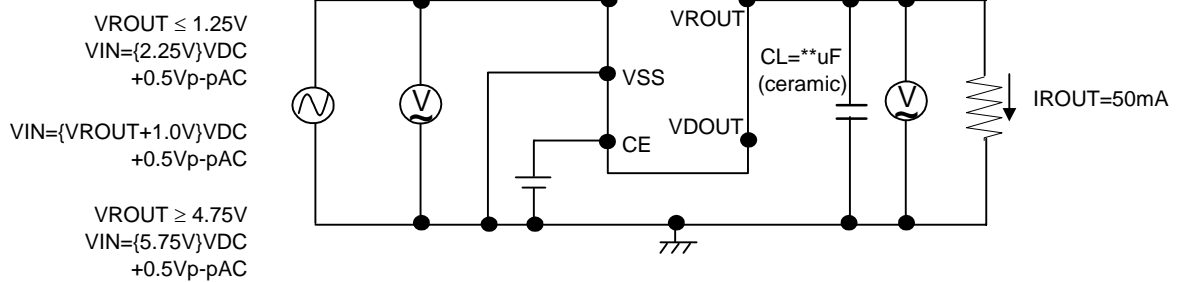 VROUT ≤ 1.25V
VIN={2.25V}VDC
+0.5Vp-pAC
VIN={VROUT+1.0V}VDC
+0.5Vp-pAC
VROUT ≥ 4.75V
VIN={5.75V}VDC
+0.5Vp-pAC
V
~
VSS
CE
VROUT
VDOUT
CL=**uF
(ceramic)
V
~
IROUT=50mA